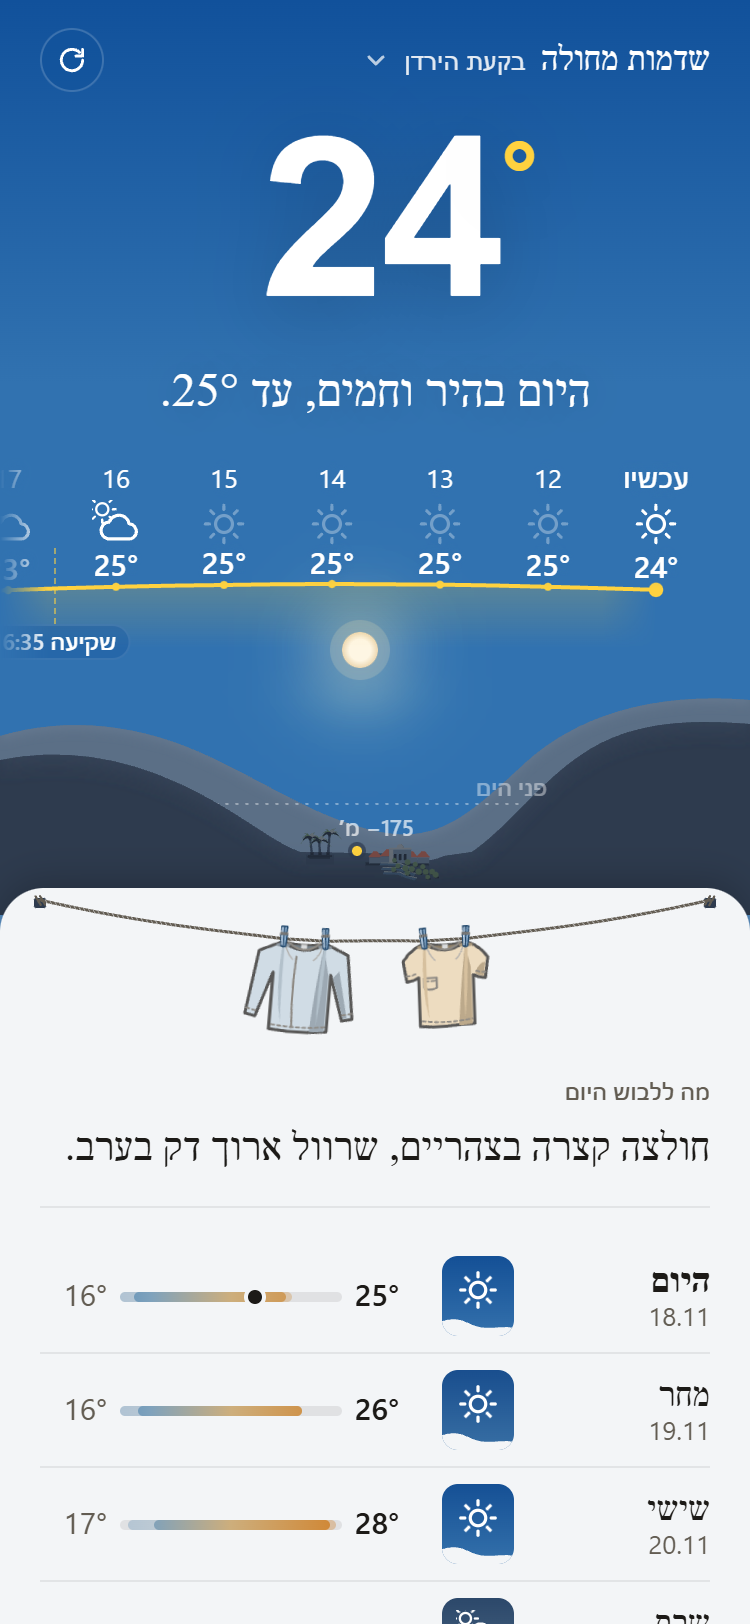 שדמות מחולה בקעת הירדן
24°
היום בהיר וחמים, עד 25°.
עכשיו 12 13 14 15 16
24° 25° 25° 25° 25° 25°
שקיעה
פני הים
−175 מ׳
מה ללבוש היום
חולצה קצרה בצהריים, שרוול ארוך דק בערב.
היום 25° 16°
18.11
מחר 26° 16°
19.11
שישי 28° 17°
20.11